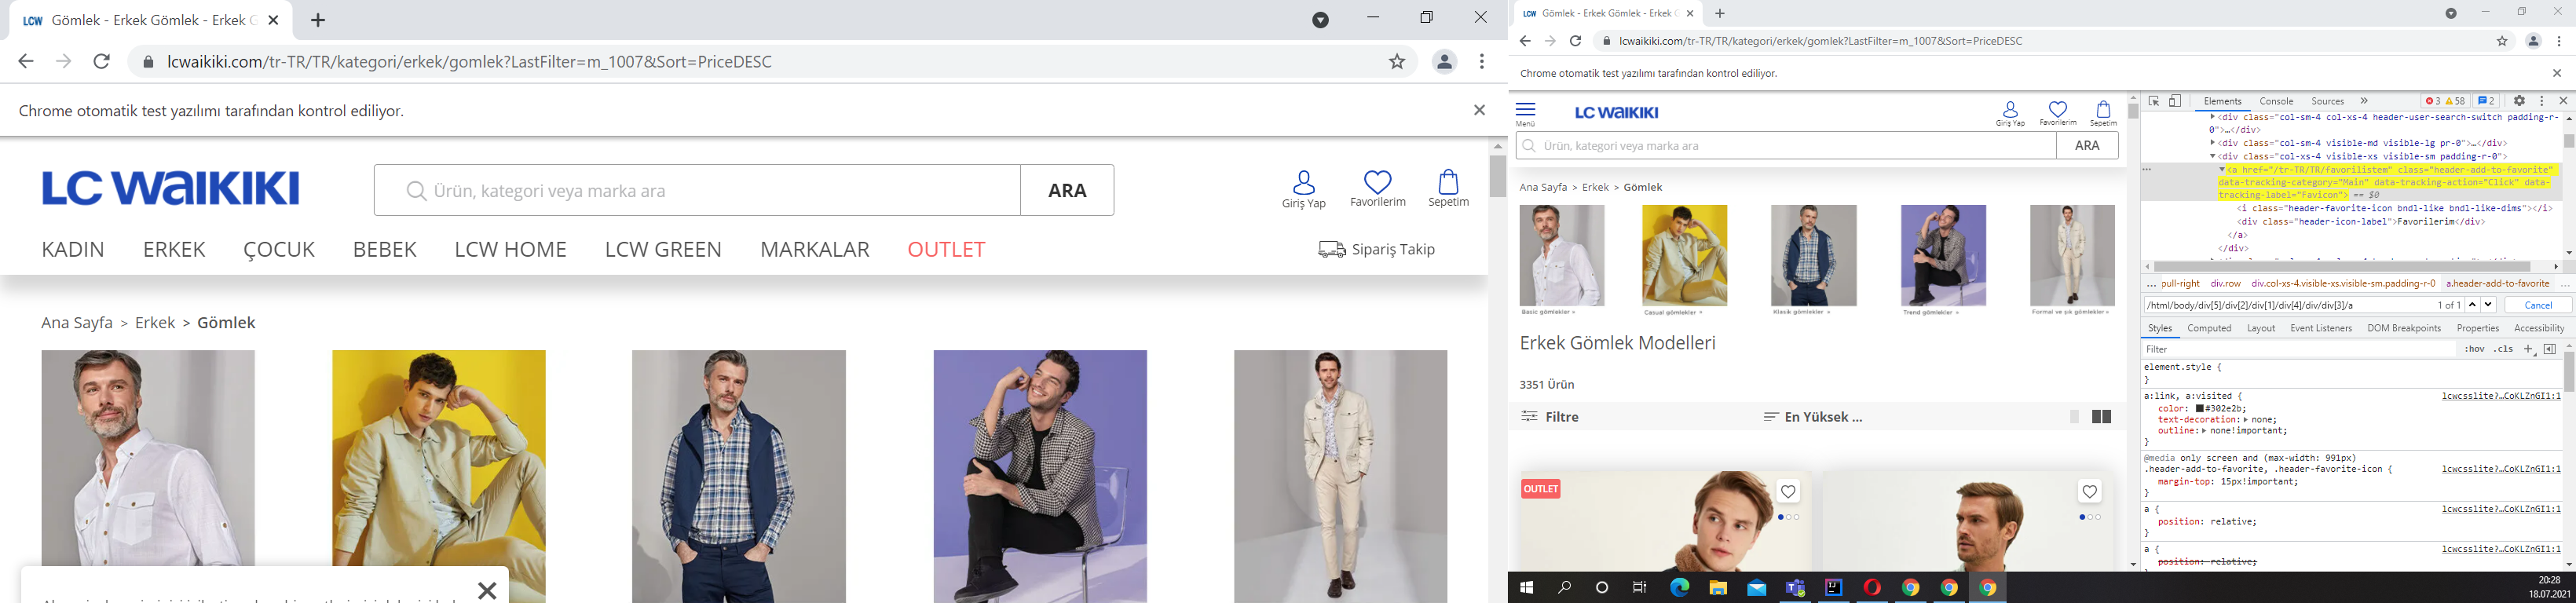 LCW Gömlek - Erkek Gömlek - Erkek G
lcwaikiki.com/tr-TR/TR/kategori/erkek/gomlek?LastFilter=m_1007&Sort=PriceDESC
Chrome otomatik test yazılımı tarafından kontrol ediliyor.
LC WAIKIKI
Ürün, kategori veya marka ara
ARA
Giriş Yap
Favorilerim
Sepetim
KADIN ERKEK ÇOCUK BEBEK LCW HOME LCW GREEN MARKALAR OUTLET
Sipariş Takip
Ana Sayfa > Erkek > Gömlek
LCW Gömlek - Erkek Gömlek - Erkek G
lcwaikiki.com/tr-TR/TR/kategori/erkek/gomlek?LastFilter=m_1007&Sort=PriceDESC
Chrome otomatik test yazılımı tarafından kontrol ediliyor.
Menü
LC WAIKIKI
Giriş Yap
Favorilerim
Sepetim
Ürün, kategori veya marka ara
ARA
Ana Sayfa > Erkek > Gömlek
Basic gömlekler »
Casual gömlekler »
Klasik gömlekler »
Trend gömlekler »
Formal ve şık gömlekler »
Erkek Gömlek Modelleri
3351 Ürün
Filtre
En Yüksek ...
OUTLET
Elements Console Sources » 3 58 2
<div class="col-sm-4 col-xs-4 header-user-search-switch padding-r-
0">…</div>
<div class="col-sm-4 visible-md visible-lg pr-0">…</div>
<div class="col-xs-4 visible-xs visible-sm padding-r-0">
<a href="/tr-TR/TR/favorilistem" class="header-add-to-favorite"
data-tracking-category="Main" data-tracking-action="Click" data-
tracking-label="Favicon"> == $0
<i class="header-favorite-icon bndl-like bndl-like-dims"></i>
<div class="header-icon-label">Favorilerim</div>
</a>
</div>
... pull-right div.row div.col-xs-4.visible-xs.visible-sm.padding-r-0 a.header-add-to-favorite ...
/html/body/div[5]/div[2]/div[1]/div[4]/div/div[3]/a 1 of 1 Cancel
Styles Computed Layout Event Listeners DOM Breakpoints Properties Accessibility
Filter :hov .cls +
element.style {
}
a:link, a:visited { lcwcsslite?…CoKLZnGI1:1
color: #302e2b;
text-decoration: none;
outline: none!important;
}
@media only screen and (max-width: 991px)
.header-add-to-favorite, .header-favorite-icon { lcwcsslite?…CoKLZnGI1:1
margin-top: 15px!important;
}
a { lcwcsslite?…CoKLZnGI1:1
position: relative;
}
a { lcwcsslite?…CoKLZnGI1:1
position: relative;
20:28
18.07.2021